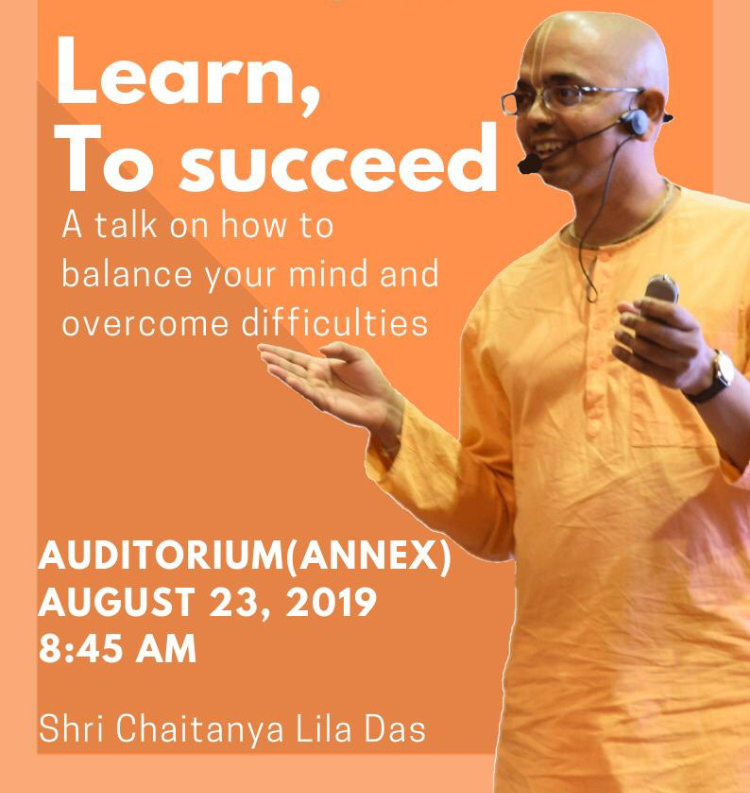 Learn,
To succeed
A talk on how to
balance your mind and
overcome difficulties
AUDITORIUM(ANNEX)
AUGUST 23, 2019
8:45 AM
Shri Chaitanya Lila Das